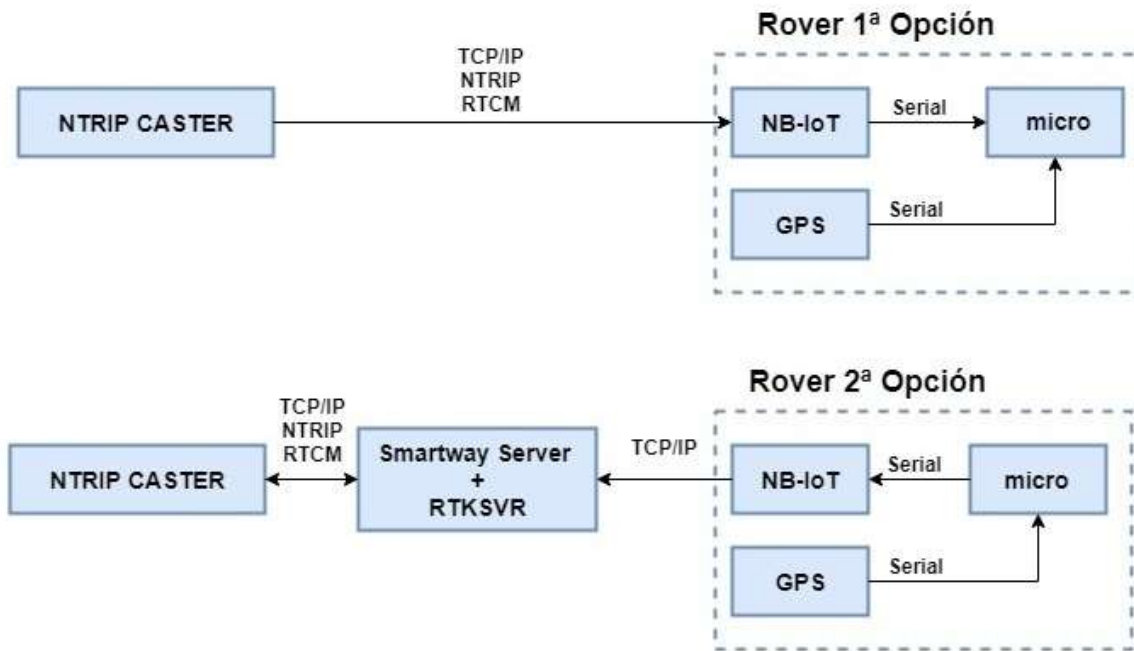 Rover 1ª Opción
TCP/IP
NTRIP
RTCM
NTRIP CASTER
NB-IoT
Serial
micro
GPS
Serial
Rover 2ª Opción
TCP/IP
NTRIP
RTCM
NTRIP CASTER
Smartway Server
+
RTKSVR
TCP/IP
NB-IoT
Serial
micro
GPS
Serial